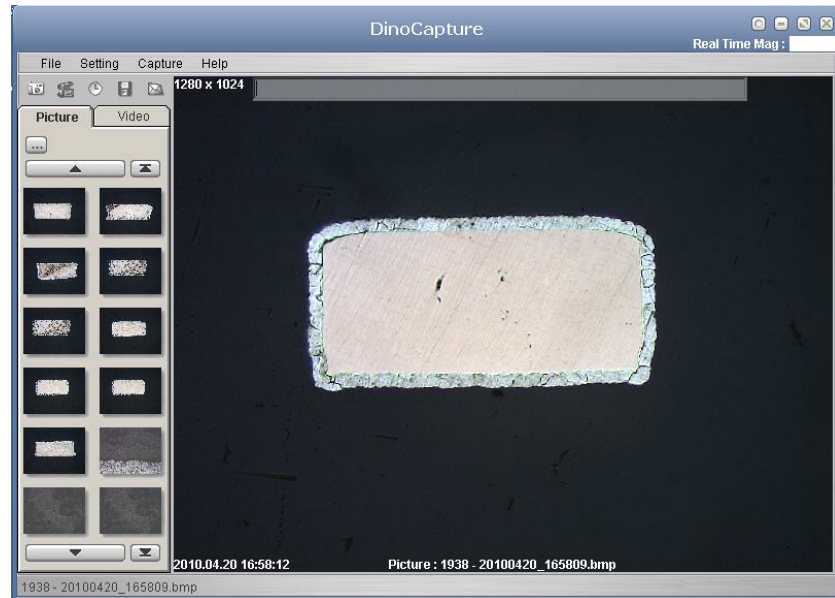 DinoCapture
Real Time Mag :
File Setting Capture Help
1280 x 1024
Picture Video
...
2010.04.20 16:58:12 Picture : 1938 - 20100420_165809.bmp
1938 - 20100420_165809.bmp